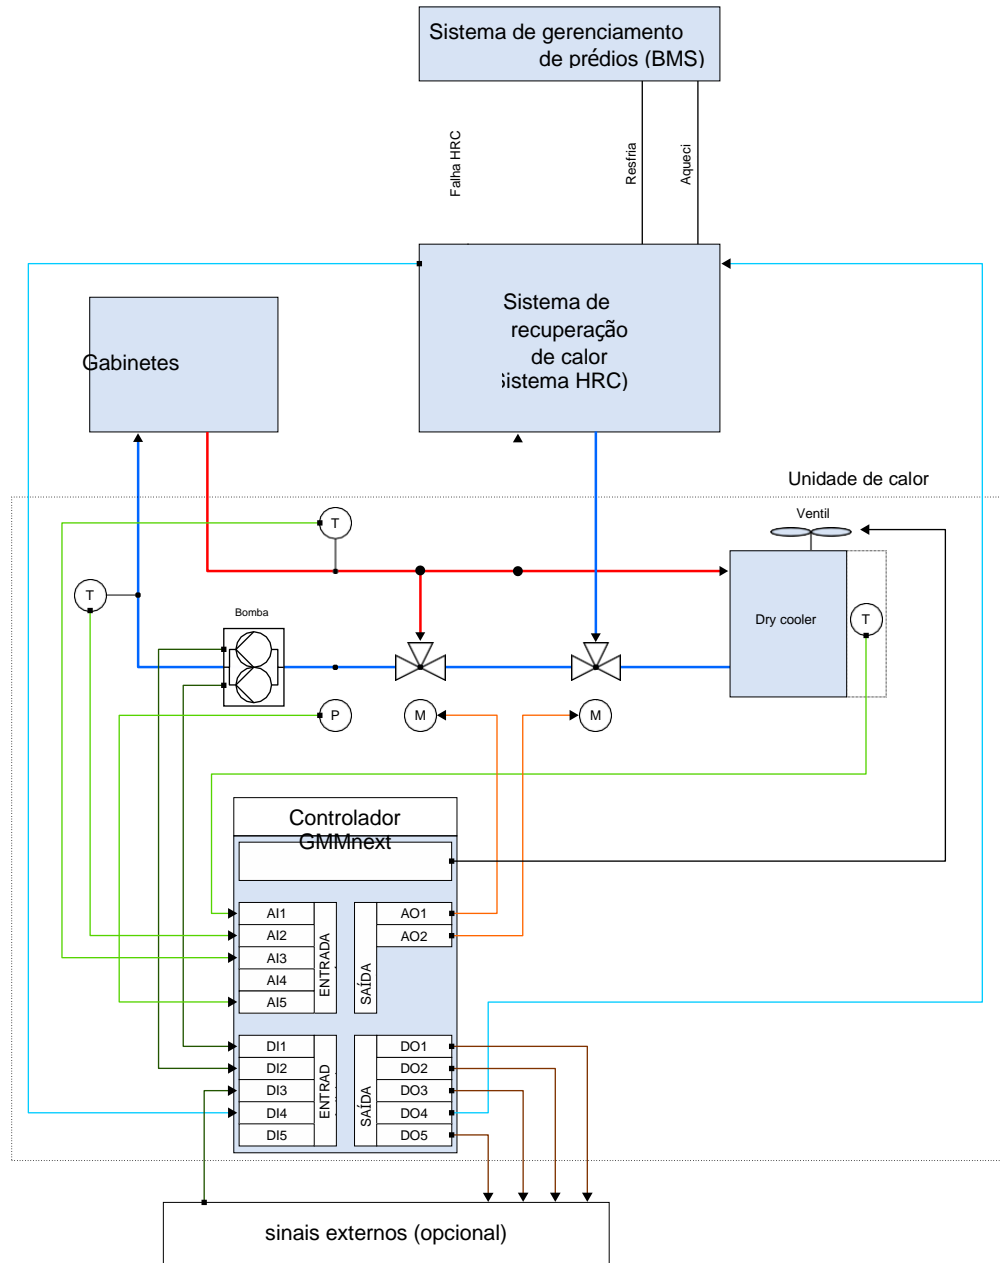 Sistema de gerenciamento
de prédios (BMS)
Falha HRC
Resfria
Aqueci
Sistema de
recuperação
de calor
Sistema HRC)
Gabinetes
Unidade de calor
Ventil
T
T
Bomba
Dry cooler
T
P
M
M
Controlador
GMMnext
AI1
AI2
AI3
AI4
AI5
ENTRADA
SAÍDA
AO1
AO2
DI1
DI2
DI3
DI4
DI5
ENTRAD
SAÍDA
DO1
DO2
DO3
DO4
DO5
sinais externos (opcional)